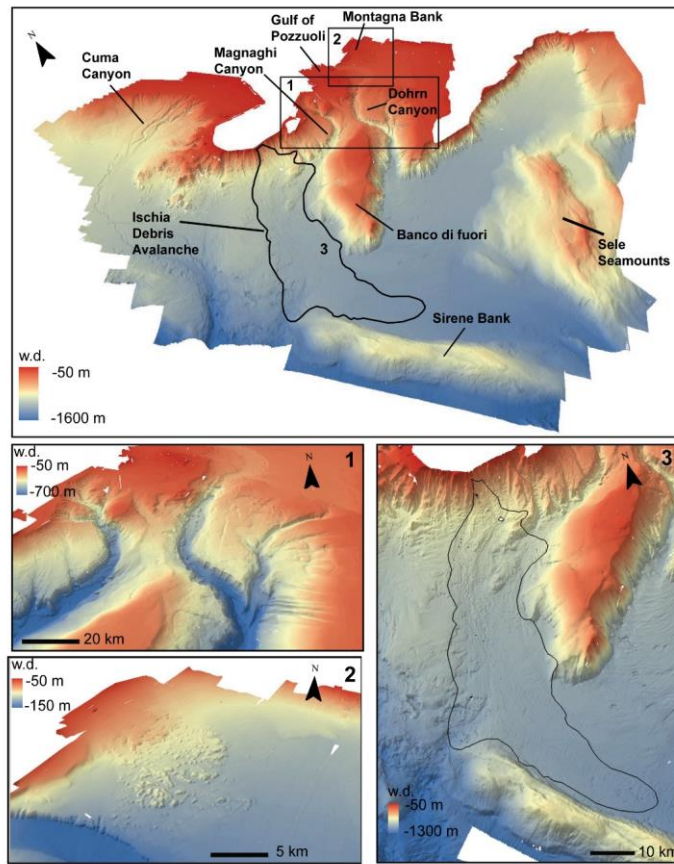 Montagna Bank
Gulf of
Pozzuoli
2
Magnaghi
Canyon
Cuma
Canyon
N
1
Dohrn
Canyon
Ischia
Debris
Avalanche
3
Banco di fuori
Sele
Seamounts
Sirene Bank
w.d.
-50 m
-1600 m
w.d.
-50 m
-700 m
N
1
20 km
w.d.
-50 m
-150 m
N
2
5 km
N
3
w.d.
-50 m
-1300 m
10 km